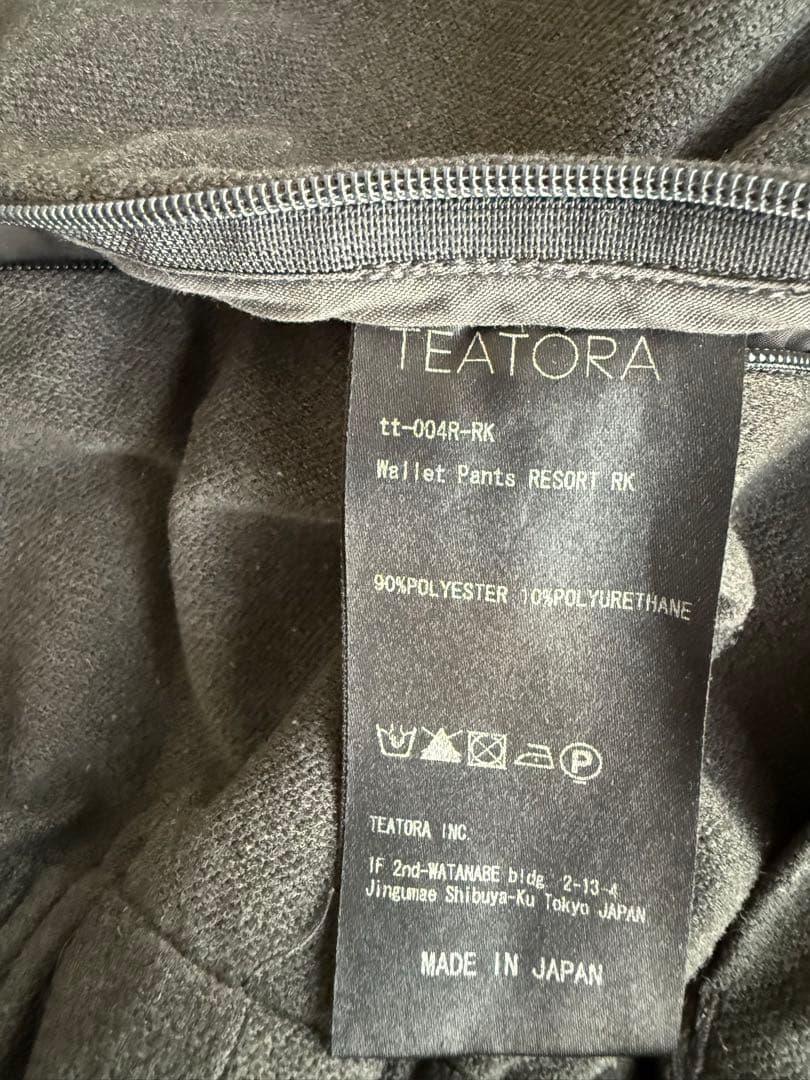 TEATORA
tt-004R-RK
Wallet Pants RESORT RK
90%POLYESTER 10%POLYURETHANE
P
TEATORA INC.
1F 2nd-WATANABE bldg 2-13-4
Jingumae Shibuya-Ku Tokyo JAPAN
MADE IN JAPAN